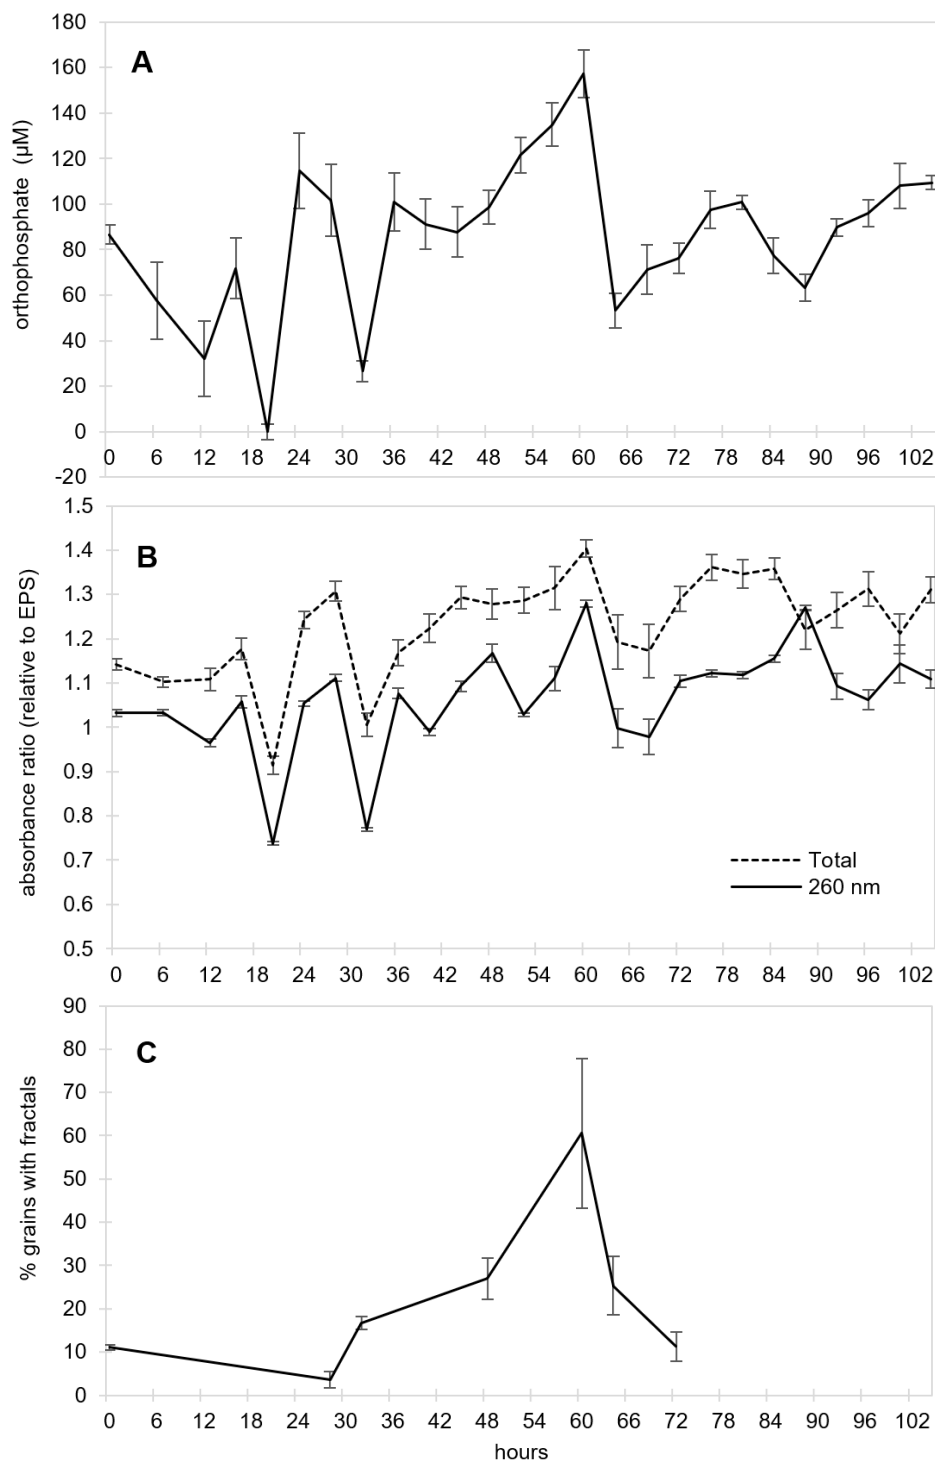 180
A
160
140
120
100
80
60
40
20
0
orthophosphate (µM)
0 6 12 18 24 30 36 42 48 54 60 66 72 78 84 90 96 102
-20
1.5
B
1.4
1.3
1.2
1.1
1
0.9
0.8
0.7
0.6
0.5
absorbance ratio (relative to EPS)
Total
260 nm
0 6 12 18 24 30 36 42 48 54 60 66 72 78 84 90 96 102
90
C
80
70
60
50
40
30
20
10
0
% grains with fractals
0 6 12 18 24 30 36 42 48 54 60 66 72 78 84 90 96 102
hours